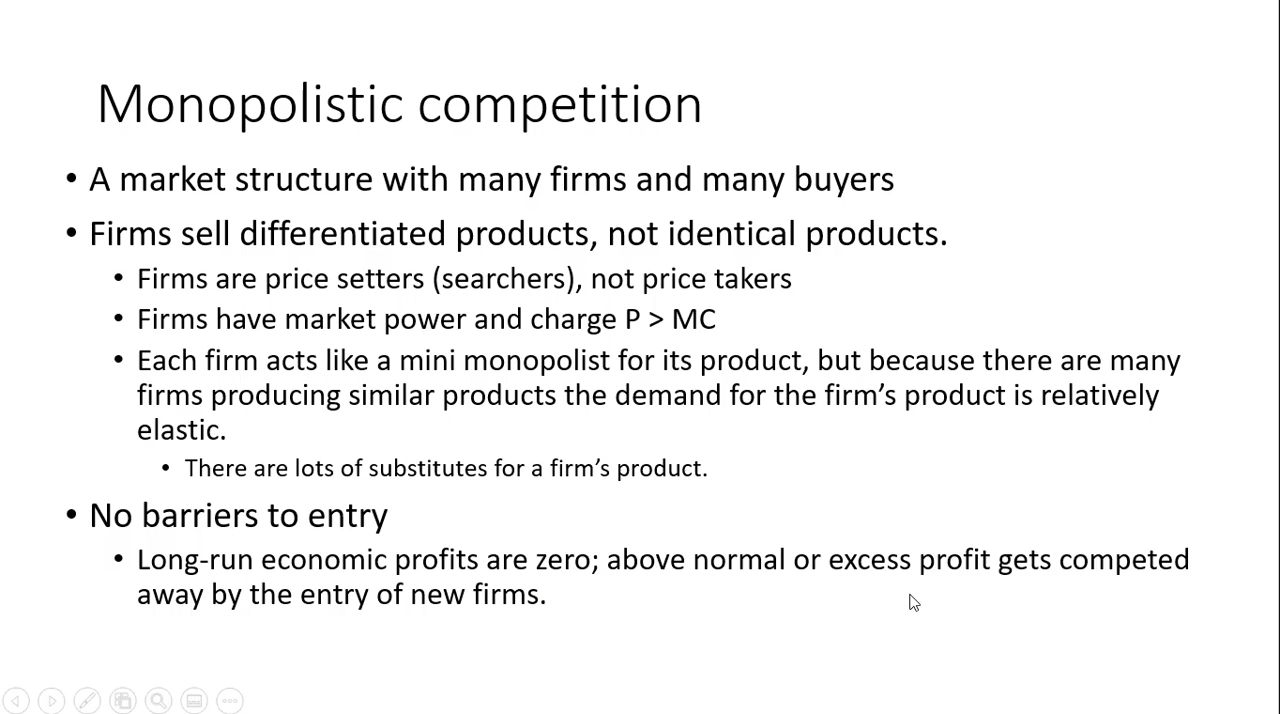 Monopolistic competition
• A market structure with many firms and many buyers
• Firms sell differentiated products, not identical products.
• Firms are price setters (searchers), not price takers
• Firms have market power and charge P > MC
• Each firm acts like a mini monopolist for its product, but because there are many
firms producing similar products the demand for the firm’s product is relatively
elastic.
• There are lots of substitutes for a firm’s product.
• No barriers to entry
• Long-run economic profits are zero; above normal or excess profit gets competed
away by the entry of new firms.